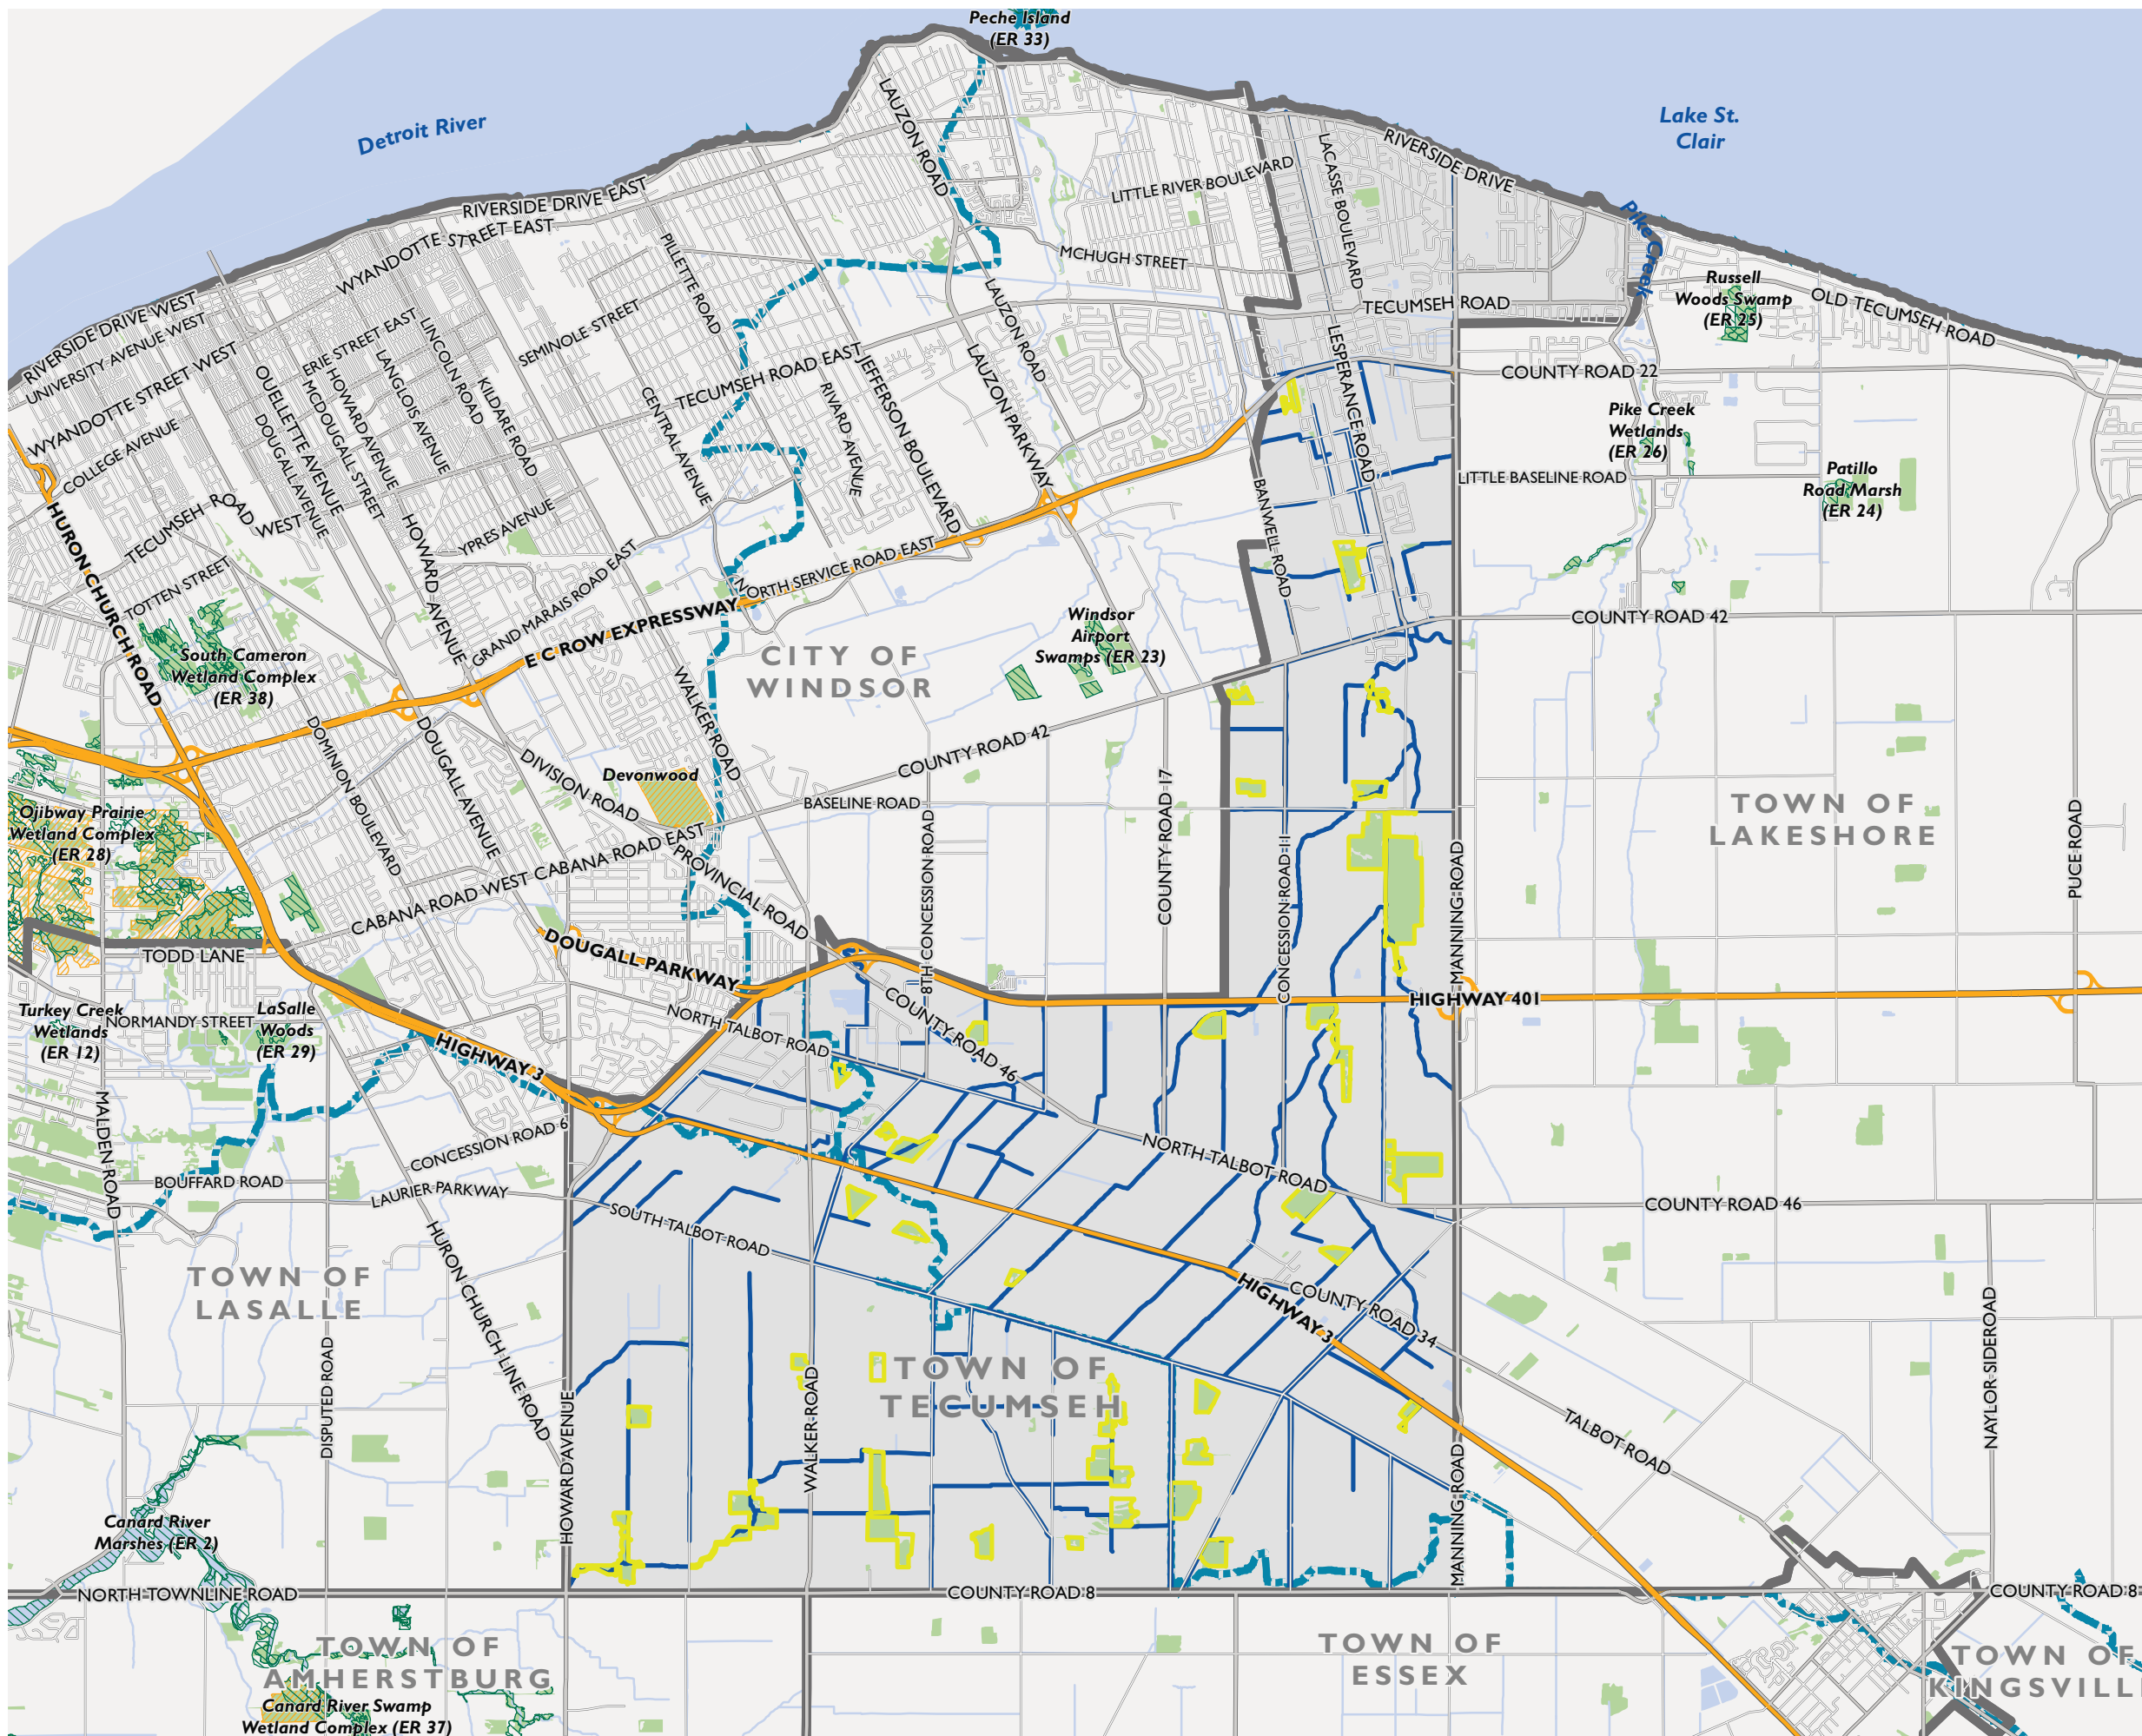 Peche Island
(ER 33)
Detroit River
Lake St.
Clair
LAUZON ROAD
RIVERSIDE DRIVE
LACASSE BOULEVARD
LITTLE RIVER BOULEVARD
RIVERSIDE DRIVE EAST
WYANDOTTE STREET EAST
Pike Creek
PILLETTE ROAD
MCHUGH STREET
LAUZON ROAD
TECUMSEH ROAD
Russell
Woods Swamp
(ER 25)
OLD TECUMSEH ROAD
RIVERSIDE DRIVE WEST
UNIVERSITY AVENUE WEST
WYANDOTTE STREET WEST
ERIE STREET EAST
LINCOLN ROAD
SEMINOLE STREET
LESPERANCE ROAD
OUELLETTE AVENUE
MCDOUGALL STREET
HOWARD AVENUE
LANGLOIS AVENUE
KILDARE ROAD
CENTRAL AVENUE
TECUMSEH ROAD EAST
RIVARD AVENUE
JEFFERSON BOULEVARD
LAUZON PARKWAY
COUNTY ROAD 22
COLLEGE AVENUE
DOUGALL AVENUE
Pike Creek
Wetlands
(ER 26)
LITTLE BASELINE ROAD
Patillo
Road Marsh
(ER 24)
BANWELL ROAD
HURON CHURCH ROAD
TECUMSEH ROAD
WEST
HOWARD AVENUE
YPRES AVENUE
TOTTEN STREET
GRAND MARAIS ROAD EAST
NORTH SERVICE ROAD EAST
E C ROW EXPRESSWAY
Windsor
Airport
Swamps (ER 23)
COUNTY ROAD 42
CITY OF
WINDSOR
South Cameron
Wetland Complex
(ER 38)
WALKER ROAD
DOMINION BOULEVARD
DOUGALL AVENUE
DIVISION ROAD
COUNTY ROAD 42
Devonwood
BASELINE ROAD
COUNTY ROAD 17
TOWN OF
LAKESHORE
PUCE ROAD
Ojibway Prairie
Wetland Complex
(ER 28)
8TH CONCESSION ROAD
CONCESSION ROAD 11
MANNING ROAD
CABANA ROAD WEST
CABANA ROAD EAST
PROVINCIAL ROAD
TODD LANE
DOUGALL PARKWAY
HIGHWAY 401
Turkey Creek
Wetlands
(ER 12)
NORMANDY STREET
LaSalle
Woods
(ER 29)
NORTH TALBOT ROAD
COUNTY ROAD 46
HIGHWAY 3
MALDEN ROAD
CONCESSION ROAD 6
NORTH TALBOT ROAD
BOUFFARD ROAD
LAURIER PARKWAY
COUNTY ROAD 46
SOUTH TALBOT ROAD
HURON CHURCH LINE ROAD
TOWN OF
LASALLE
HIGHWAY 3
COUNTY ROAD 34
NAYLOR SIDEROAD
DISPUTED ROAD
HOWARD AVENUE
WALKER ROAD
TOWN OF
TECUMSEH
TALBOT ROAD
MANNING ROAD
Canard River
Marshes (ER 2)
NORTH TOWNLINE ROAD
COUNTY ROAD 8
COUNTY ROAD 8
TOWN OF
AMHERSTBURG
TOWN OF
ESSEX
TOWN OF
KINGSVILL
Canard River Swamp
Wetland Complex (ER 37)